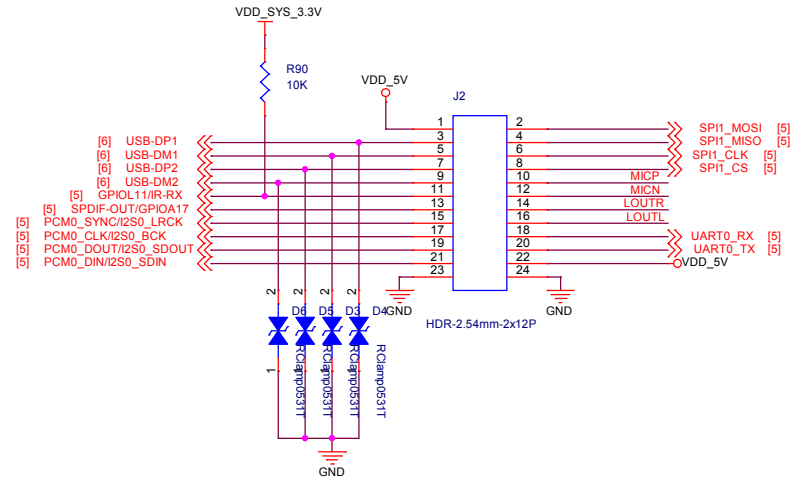 VDD_SYS_3.3V
R90
10K
VDD_5V
J2
1 2
3 4
5 6
7 8
9 10
11 12
13 14
15 16
17 18
19 20
21 22
23 24
[6] USB-DP1
[6] USB-DM1
[6] USB-DP2
[6] USB-DM2
[5] GPIOL11/IR-RX
[5] SPDIF-OUT/GPIOA17
[5] PCM0_SYNC/I2S0_LRCK
[5] PCM0_CLK/I2S0_BCK
[5] PCM0_DOUT/I2S0_SDOUT
[5] PCM0_DIN/I2S0_SDIN
SPI1_MOSI [5]
SPI1_MISO [5]
SPI1_CLK [5]
SPI1_CS [5]
MICP
MICN
LOUTR
LOUTL
UART0_RX [5]
UART0_TX [5]
VDD_5V
GND
GND
HDR-2.54mm-2x12P
2 2 2 2
D6 D5 D3 D4
RClamp0531T
RClamp0531T
RClamp0531T
RClamp0531T
1 1 1 1
GND